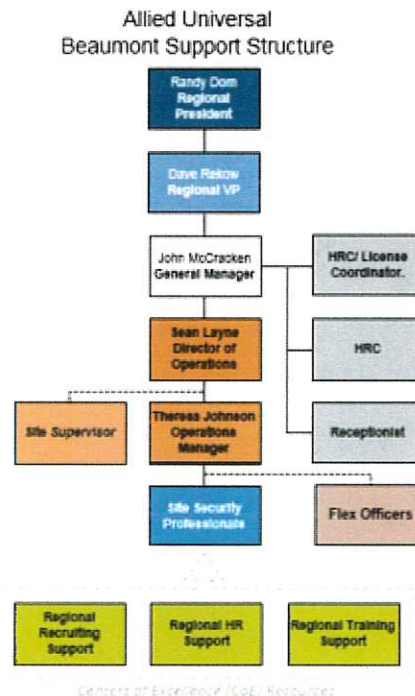 Allied Universal
Beaumont Support Structure
Randy Dorn
Regional
President
Dave Rekow
Regional VP
John McCracken
General Manager
HRC/ License
Coordinator.
Sean Layne
Director of
Operations
HRC
Site Supervisor
Theresa Johnson
Operations
Manager
Receptionist
Site Security
Professionals
Flex Officers
Regional
Recruiting
Support
Regional HR
Support
Regional Training
Support
Centers of Excellence (CoE) Resources